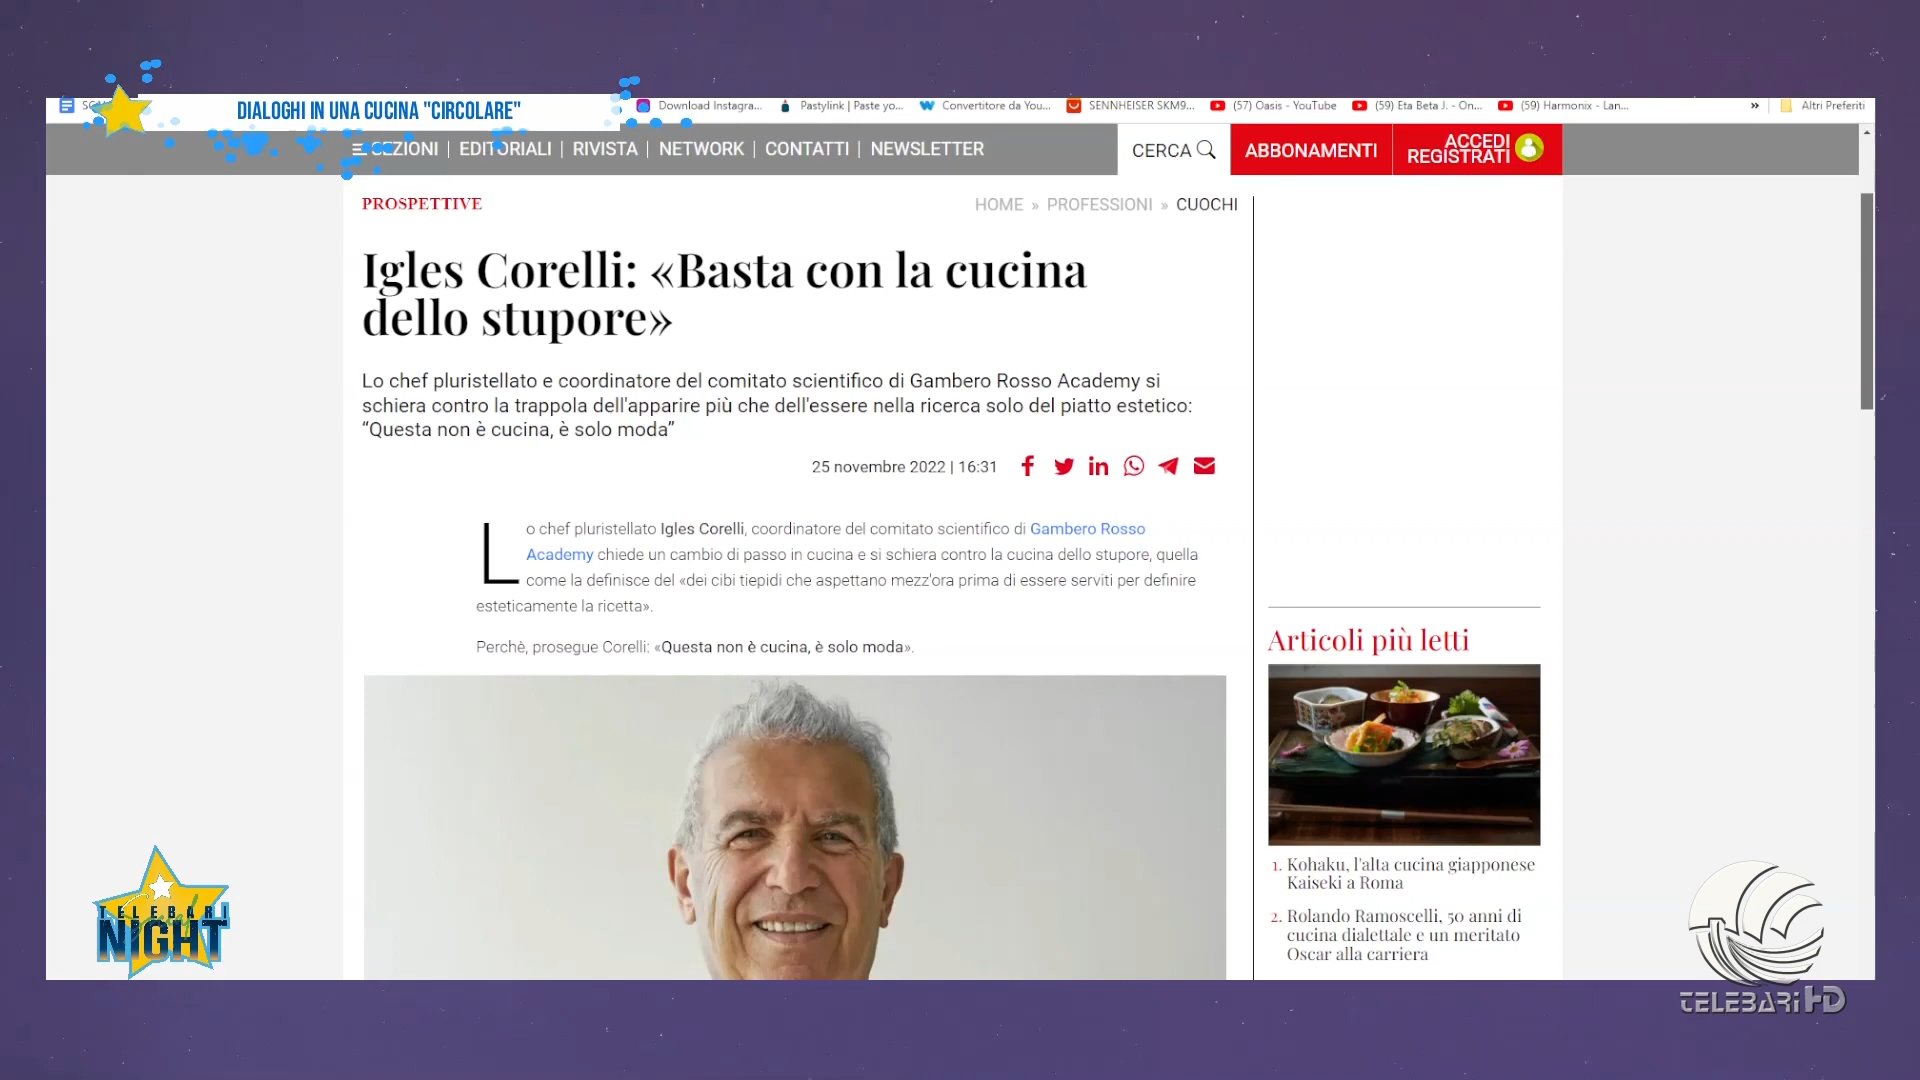 DIALOGHI IN UNA CUCINA "CIRCOLARE"
Download Instagra...
Pastylink | Paste yo...
Convertitore da You...
SENNHEISER SKM9...
(57) Oasis - YouTube
(59) Eta Beta J. - On...
(59) Harmonix - Lan...
»
Altri Preferiti
SEZIONI | EDITORIALI | RIVISTA | NETWORK | CONTATTI | NEWSLETTER
CERCA
ABBONAMENTI
ACCEDI
REGISTRATI
PROSPETTIVE
HOME » PROFESSIONI » CUOCHI
Igles Corelli: «Basta con la cucina
dello stupore»
Lo chef pluristellato e coordinatore del comitato scientifico di Gambero Rosso Academy si
schiera contro la trappola dell'apparire più che dell'essere nella ricerca solo del piatto estetico:
“Questa non è cucina, è solo moda”
25 novembre 2022 | 16:31
Lo chef pluristellato Igles Corelli, coordinatore del comitato scientifico di Gambero Rosso
Academy chiede un cambio di passo in cucina e si schiera contro la cucina dello stupore, quella
come la definisce del «dei cibi tiepidi che aspettano mezz'ora prima di essere serviti per definire
esteticamente la ricetta».
Perchè, prosegue Corelli: «Questa non è cucina, è solo moda».
Articoli più letti
1. Kohaku, l'alta cucina giapponese
Kaiseki a Roma
2. Rolando Ramoscelli, 50 anni di
cucina dialettale e un meritato
Oscar alla carriera
TELEBARI
NIGHT
TELEBARI HD